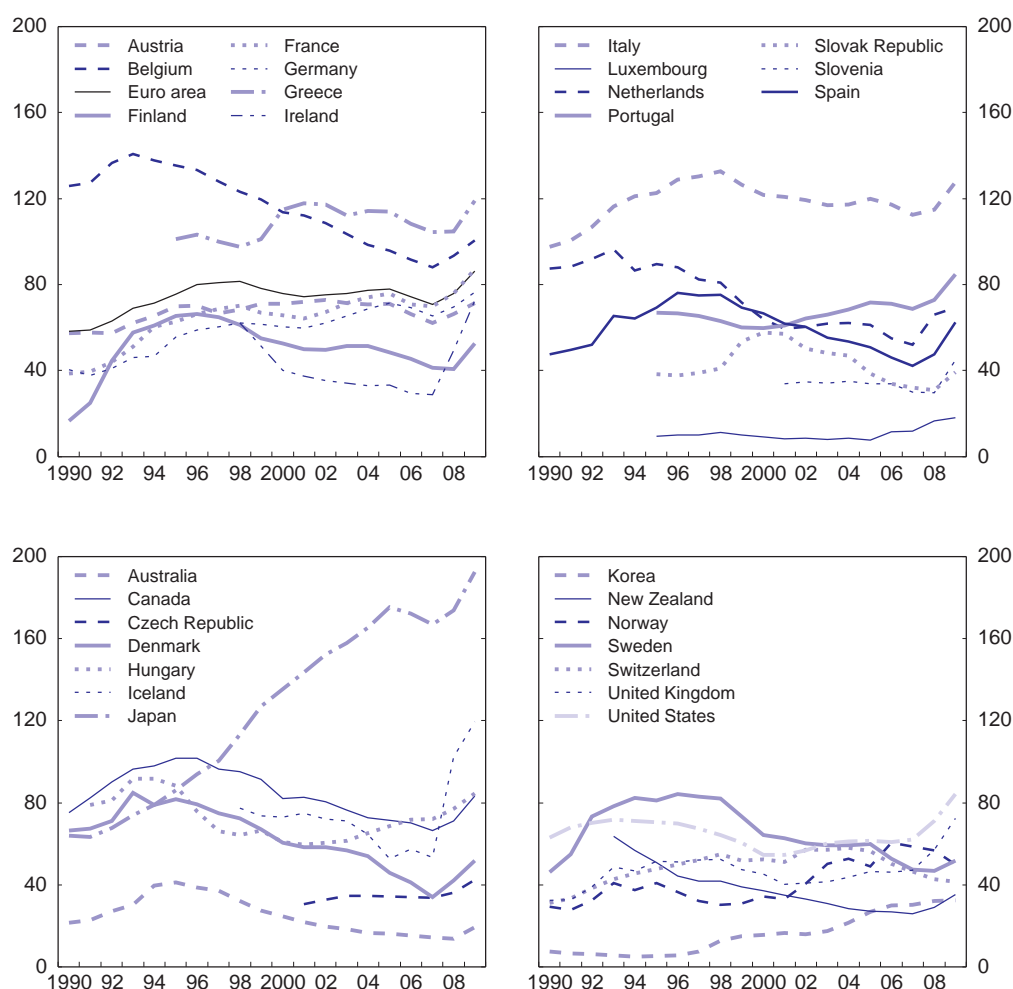 200
160
120
80
40
0
Austria
Belgium
Euro area
Finland
France
Germany
Greece
Ireland
1990 92 94 96 98 2000 02 04 06 08
200
160
120
80
40
0
Italy
Luxembourg
Netherlands
Portugal
Slovak Republic
Slovenia
Spain
1990 92 94 96 98 2000 02 04 06 08
200
160
120
80
40
0
Australia
Canada
Czech Republic
Denmark
Hungary
Iceland
Japan
1990 92 94 96 98 2000 02 04 06 08
200
160
120
80
40
0
Korea
New Zealand
Norway
Sweden
Switzerland
United Kingdom
United States
1990 92 94 96 98 2000 02 04 06 08